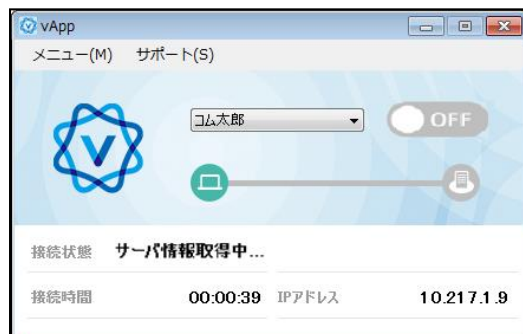 vApp
メニュー(M) サポート(S)
コム太郎 OFF
V
接続状態 サーバ情報取得中...
接続時間 00:00:39 IPアドレス 10.217.1.9